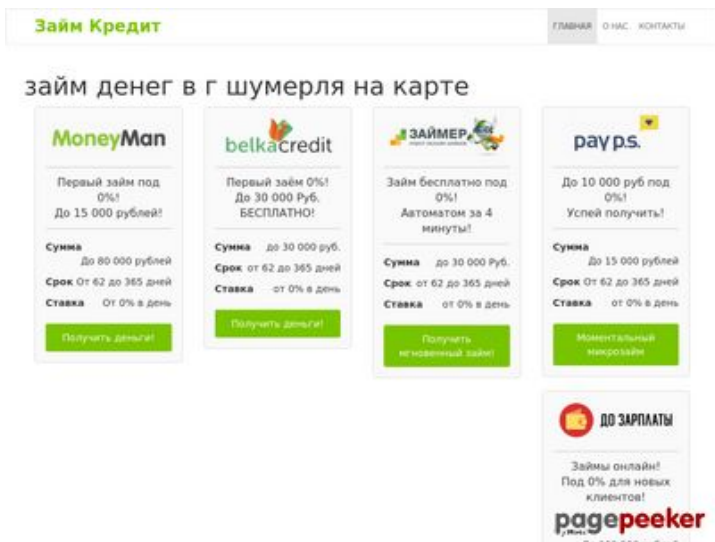 Займ Кредит
ГЛАВНАЯ О НАС КОНТАКТЫ
займ денег в г шумерля на карте
MoneyMan
Первый займ под
0%!
До 15 000 рублей!
Сумма
До 80 000 рублей
Срок От 62 до 365 дней
Ставка От 0% в день
Получить деньги!
belkacredit
Первый заём 0%!
До 30 000 Руб.
БЕСПЛАТНО!
Сумма до 30 000 руб.
Срок от 62 до 365 дней
Ставка от 0% в день
Получить деньги!
ЗАЙМЕР
Займ бесплатно под
0%!
Автоматом за 4
минуты!
Сумма до 30 000 Руб.
Срок от 62 до 365 дней
Ставка от 0% в день
Получить
мгновенный займ!
pay p.s.
До 10 000 руб под
0%!
Успей получить!
Сумма
До 15 000 рублей
Срок От 62 до 365 дней
Ставка от 0% в день
Моментальный
микрозайм
ДО ЗАРПЛАТЫ
Займы онлайн!
Под 0% для новых
клиентов!
pagepeeker